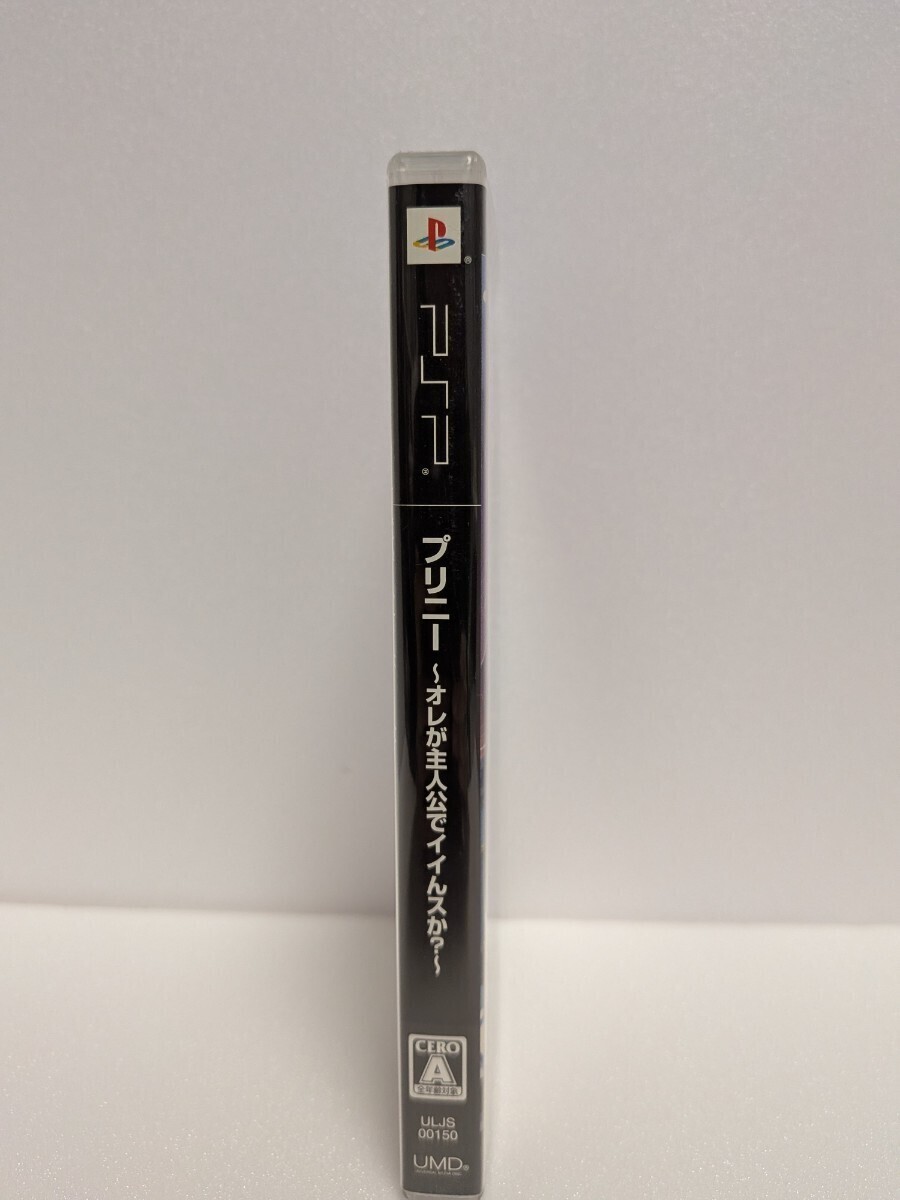 PSP®
プリニー ～オレが主人公でイイんスか?～
CERO
A
全年齢対象
ULJS
00150
UMD®